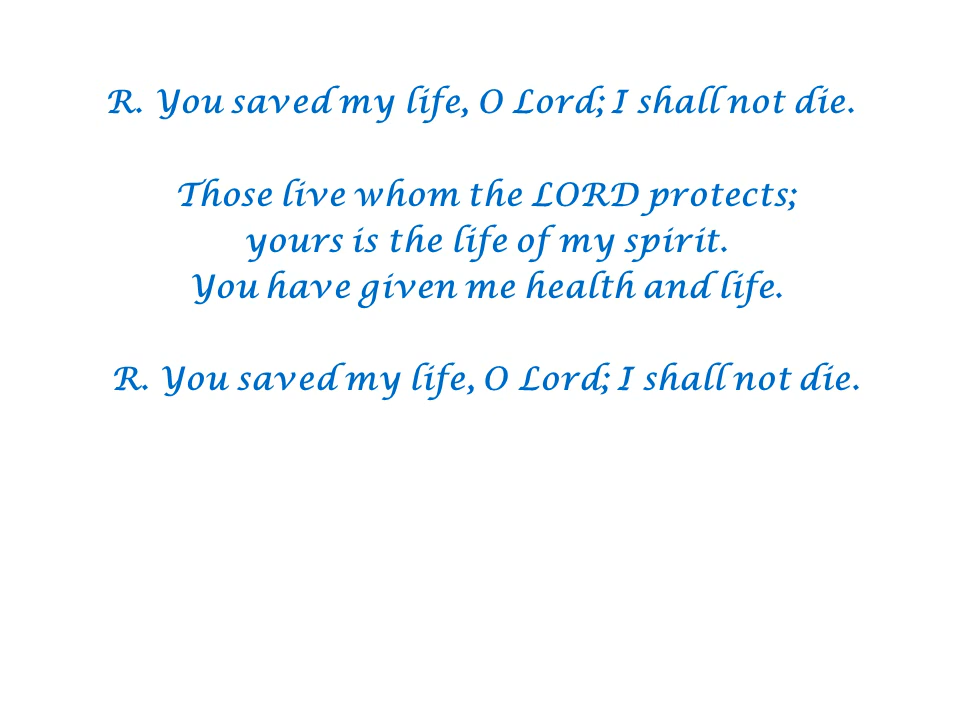 R. You saved my life, O Lord; I shall not die.
Those live whom the LORD protects;
yours is the life of my spirit.
You have given me health and life.
R. You saved my life, O Lord; I shall not die.